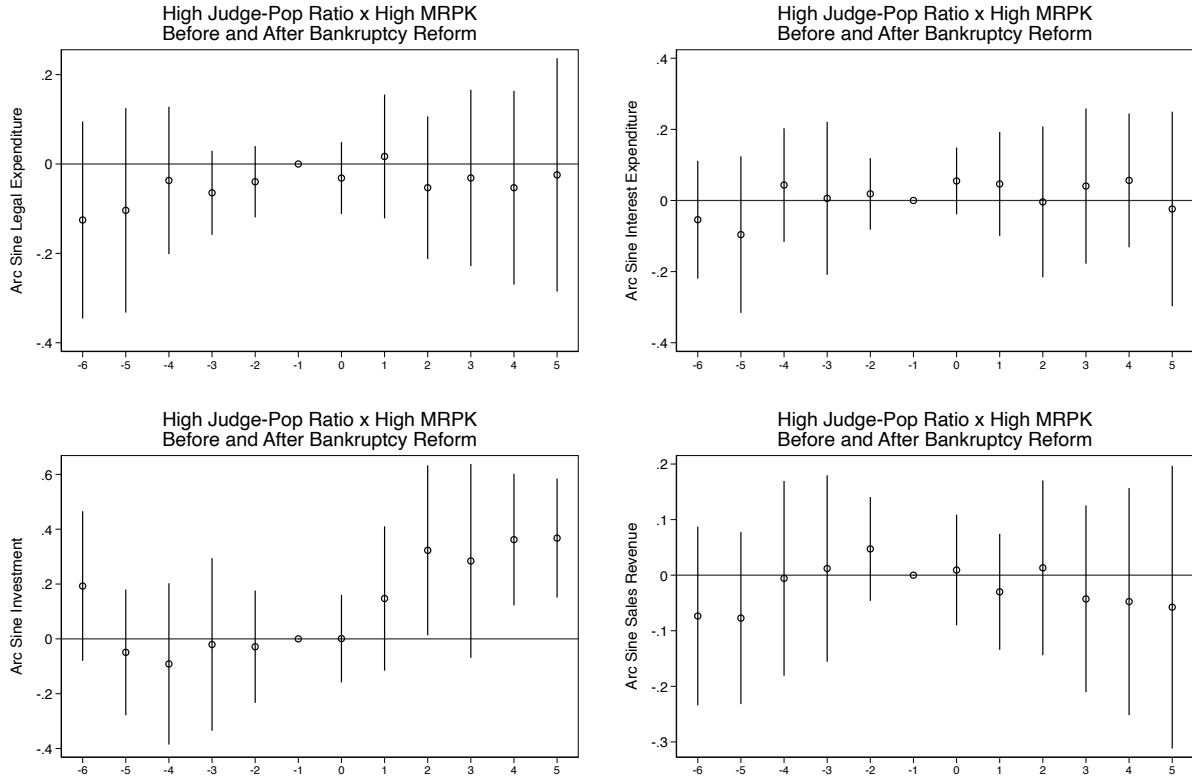 High Judge-Pop Ratio x High MRPK
Before and After Bankruptcy Reform
Arc Sine Legal Expenditure
.2
0
-.2
-.4
-6 -5 -4 -3 -2 -1 0 1 2 3 4 5
High Judge-Pop Ratio x High MRPK
Before and After Bankruptcy Reform
Arc Sine Interest Expenditure
.4
.2
0
-.2
-.4
-6 -5 -4 -3 -2 -1 0 1 2 3 4 5
High Judge-Pop Ratio x High MRPK
Before and After Bankruptcy Reform
Arc Sine Investment
.6
.4
.2
0
-.2
-.4
-6 -5 -4 -3 -2 -1 0 1 2 3 4 5
High Judge-Pop Ratio x High MRPK
Before and After Bankruptcy Reform
Arc Sine Sales Revenue
.2
.1
0
-.1
-.2
-.3
-6 -5 -4 -3 -2 -1 0 1 2 3 4 5